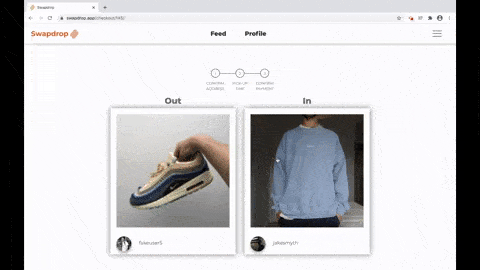 Swapdrop
swapdrop.app/checkout/145/
Swapdrop
Feed
Profile
1
2
3
CONFIRM ADDRESS
PICK-UP TIME
CONFIRM PAYMENT
Out
In
fakeuser5
jakesmyth